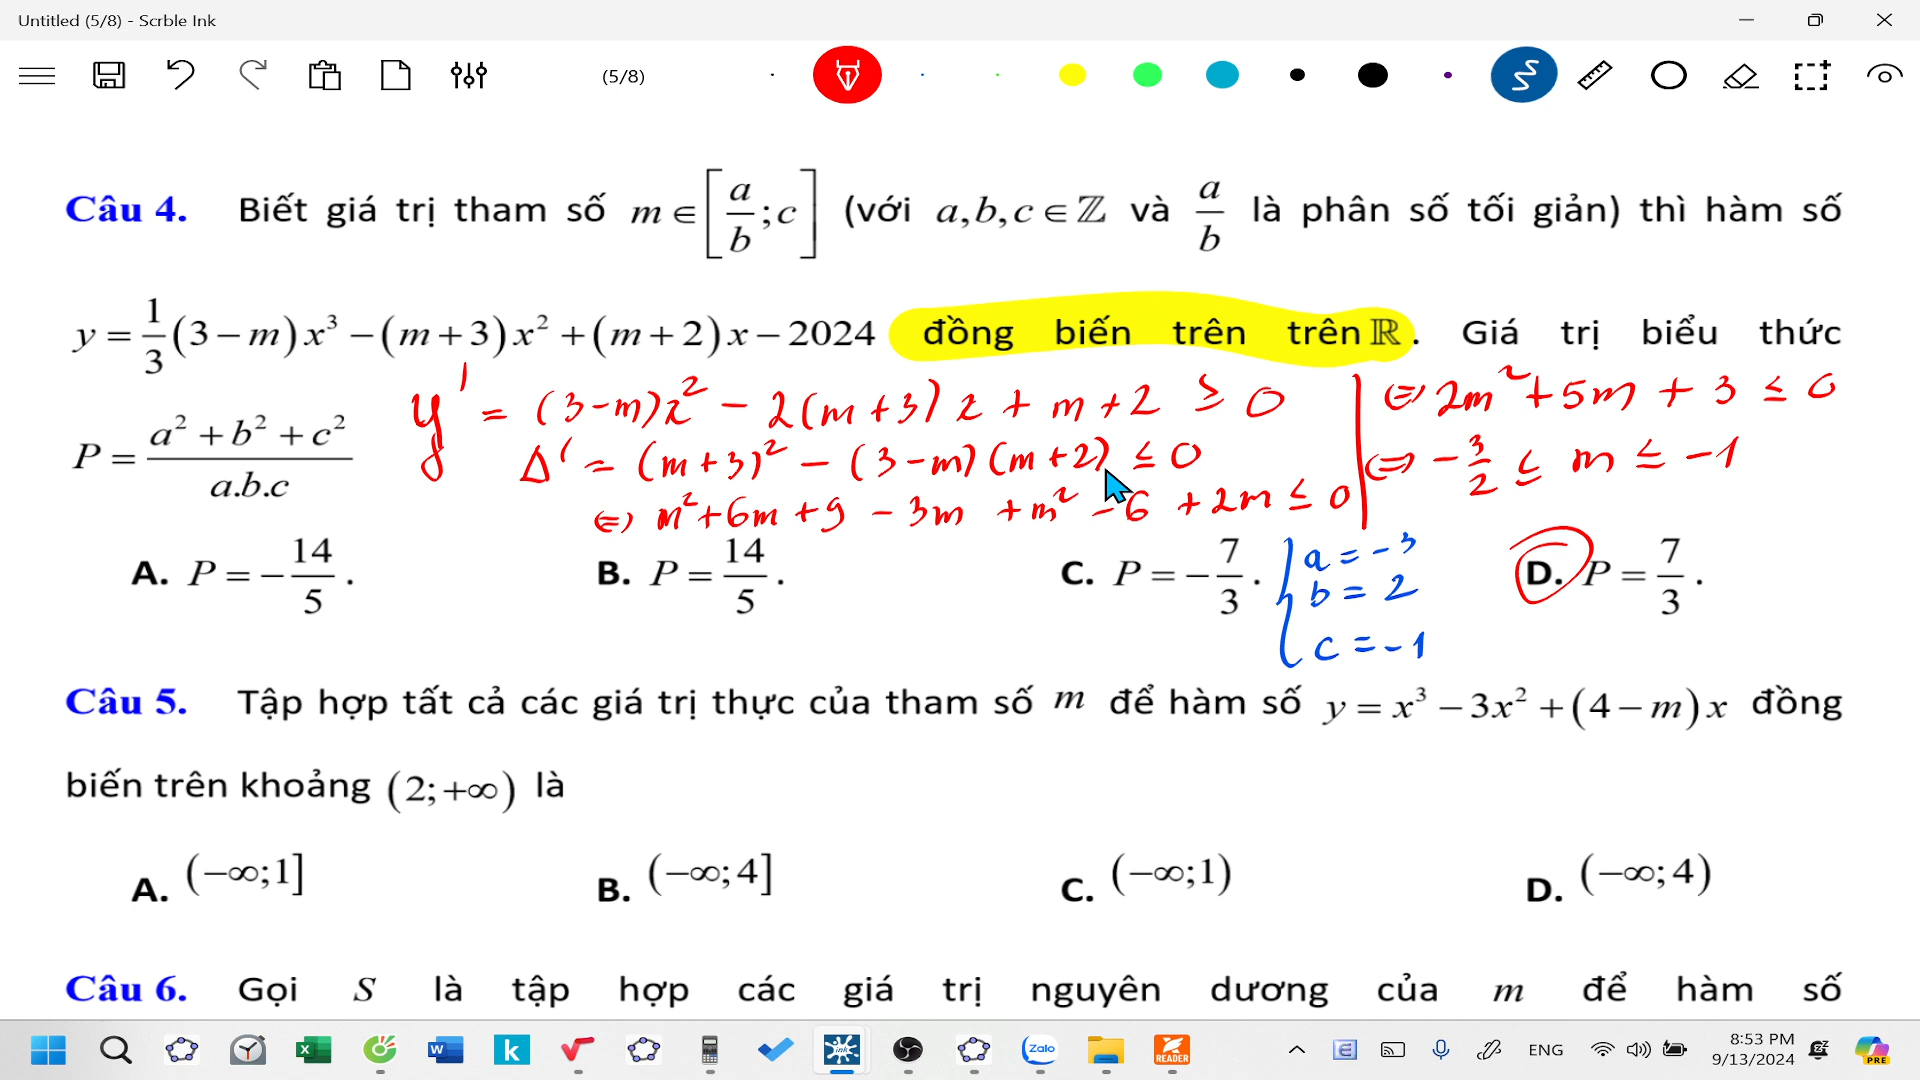 Untitled (5/8) - Scrble Ink
(5/8)
Câu 4. Biết giá trị tham số m ∈ [a/b; c] (với a, b, c ∈ ℤ và a/b là phân số tối giản) thì hàm số
y = 1/3 (3 − m) x³ − (m + 3) x² + (m + 2) x − 2024 đồng biến trên trên ℝ. Giá trị biểu thức
P = (a² + b² + c²)/(a.b.c)
y' = (3-m)x² - 2(m+3)x + m+2 ≥ 0
Δ' = (m+3)² - (3-m)(m+2) ≤ 0
⇔ m²+6m+9 - 3m + m² - 6 + 2m ≤ 0
⇔ 2m²+5m+3 ≤ 0
⇔ -3/2 ≤ m ≤ -1
A. P = −14/5. B. P = 14/5. C. P = −7/3. D. P = 7/3.
a = -3
b = 2
c = -1
Câu 5. Tập hợp tất cả các giá trị thực của tham số m để hàm số y = x³ − 3x² + (4 − m) x đồng
biến trên khoảng (2; +∞) là
A. (−∞; 1] B. (−∞; 4] C. (−∞; 1) D. (−∞; 4)
Câu 6. Gọi S là tập hợp các giá trị nguyên dương của m để hàm số
Zalo
READER
ENG
8:53 PM
9/13/2024
PRE